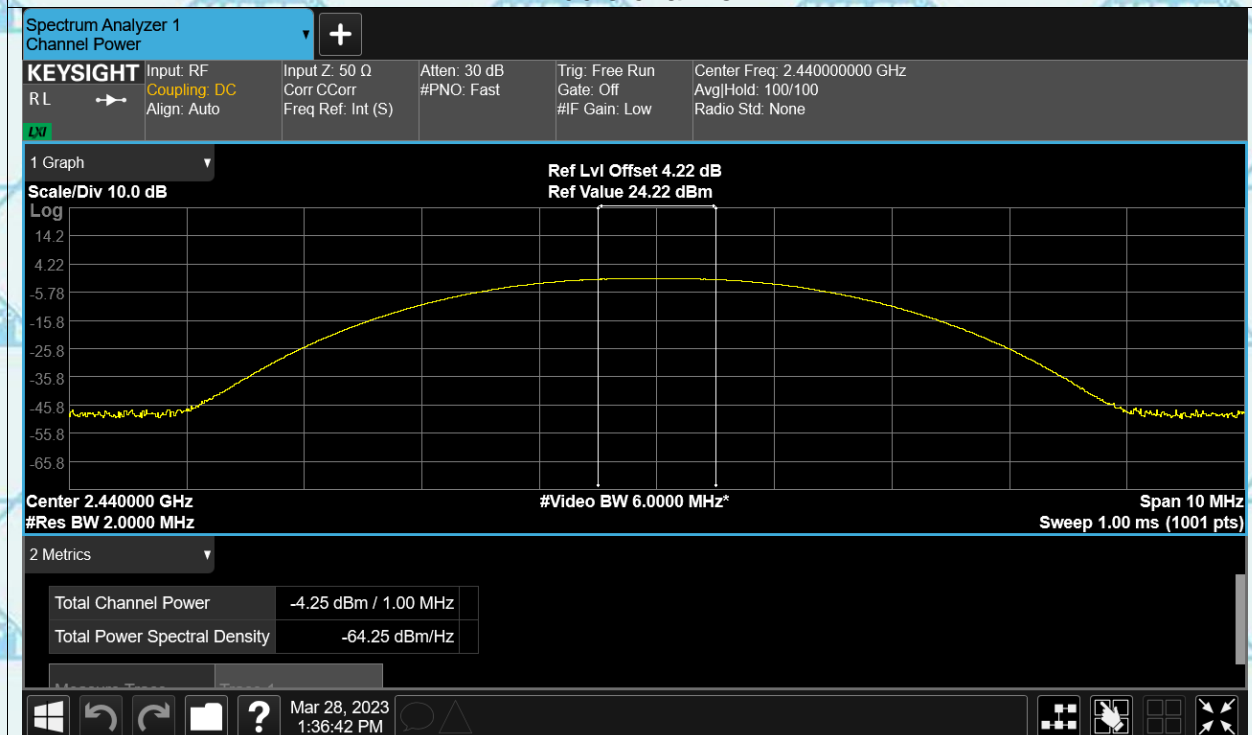 Spectrum Analyzer 1
Channel Power
+
KEYSIGHT
RL
LXI
Input: RF
Coupling: DC
Align: Auto
Input Z: 50 Ω
Corr CCorr
Freq Ref: Int (S)
Atten: 30 dB
#PNO: Fast
Trig: Free Run
Gate: Off
#IF Gain: Low
Center Freq: 2.440000000 GHz
Avg|Hold: 100/100
Radio Std: None
1 Graph
Scale/Div 10.0 dB
Ref Lvl Offset 4.22 dB
Ref Value 24.22 dBm
Log
14.2
4.22
-5.78
-15.8
-25.8
-35.8
-45.8
-55.8
-65.8
Center 2.440000 GHz
#Video BW 6.0000 MHz*
Span 10 MHz
#Res BW 2.0000 MHz
Sweep 1.00 ms (1001 pts)
2 Metrics
Total Channel Power -4.25 dBm / 1.00 MHz
Total Power Spectral Density -64.25 dBm/Hz
?
Mar 28, 2023
1:36:42 PM